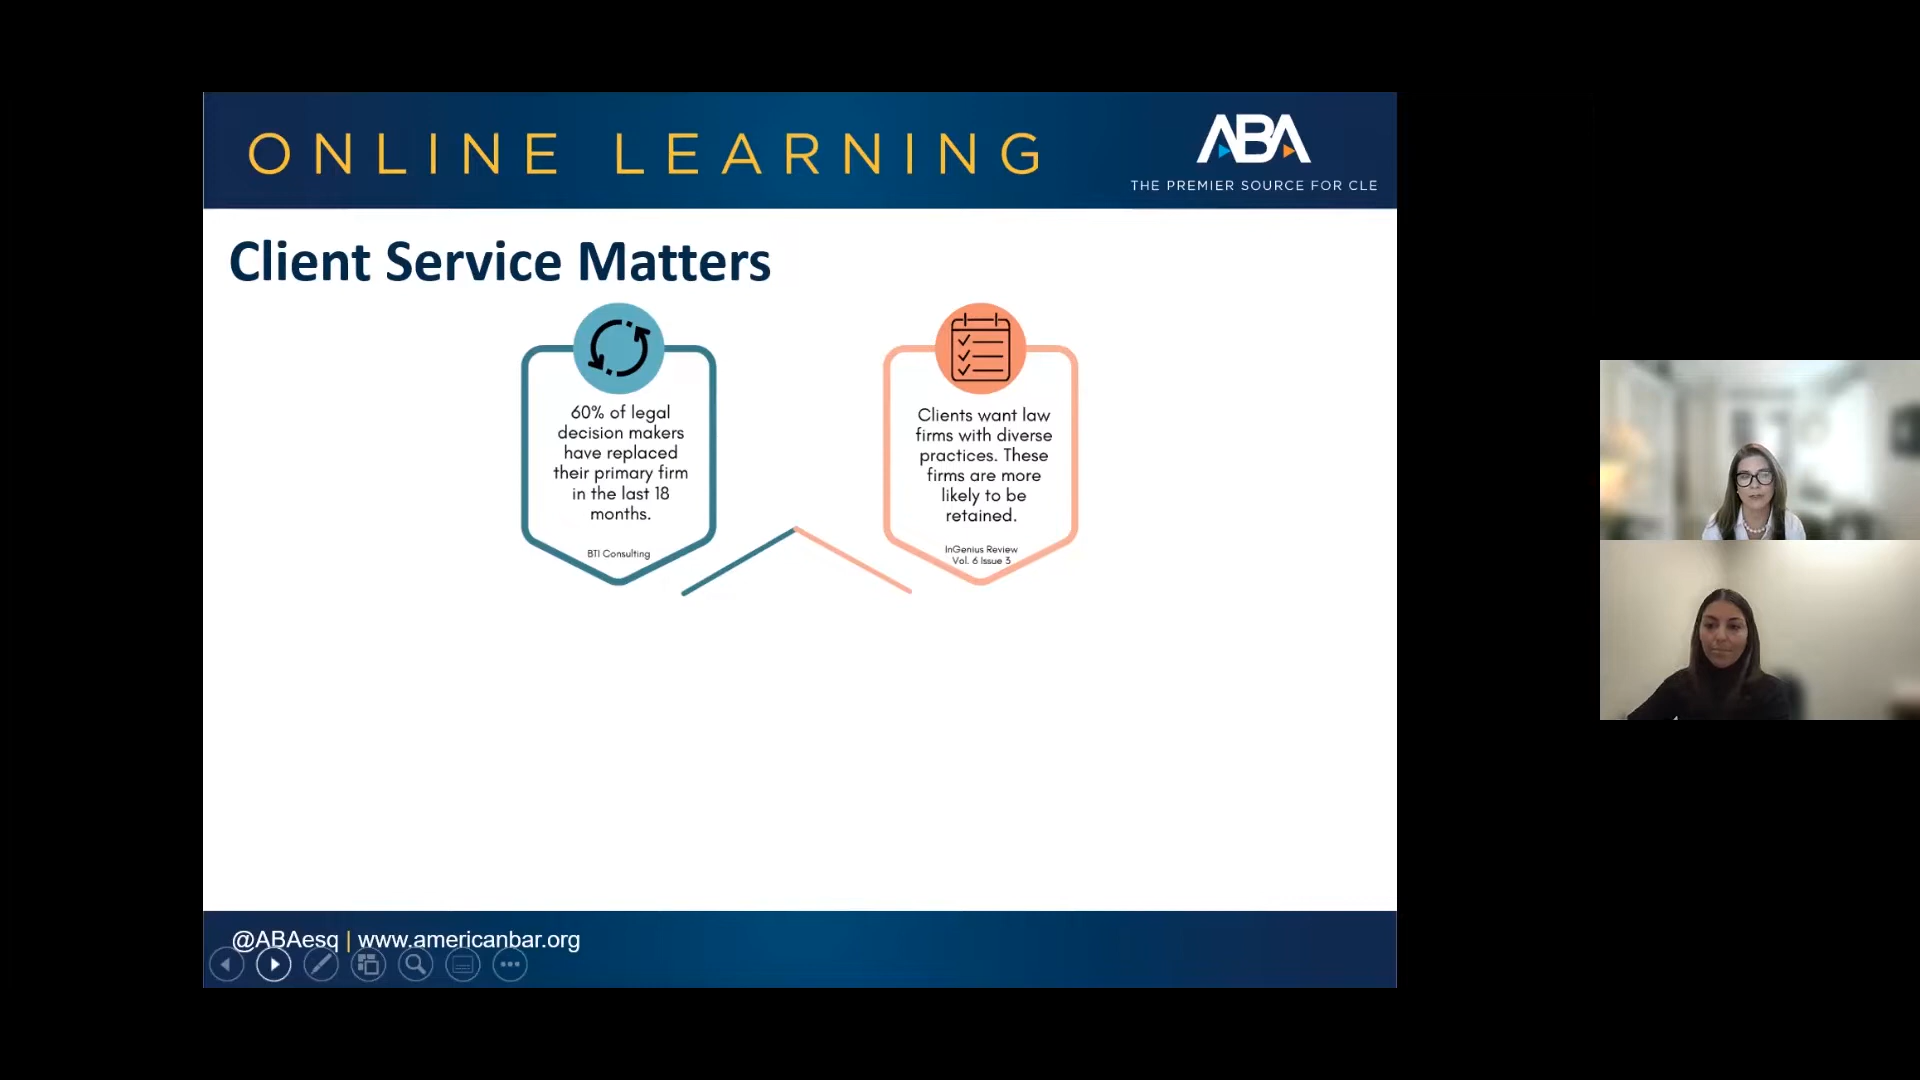 ONLINE LEARNING
ABA
THE PREMIER SOURCE FOR CLE
Client Service Matters
60% of legal
decision makers
have replaced
their primary firm
in the last 18
months.
BTI Consulting
Clients want law
firms with diverse
practices. These
firms are more
likely to be
retained.
InGenius Review
Vol. 6 Issue 3
@ABAesq | www.americanbar.org